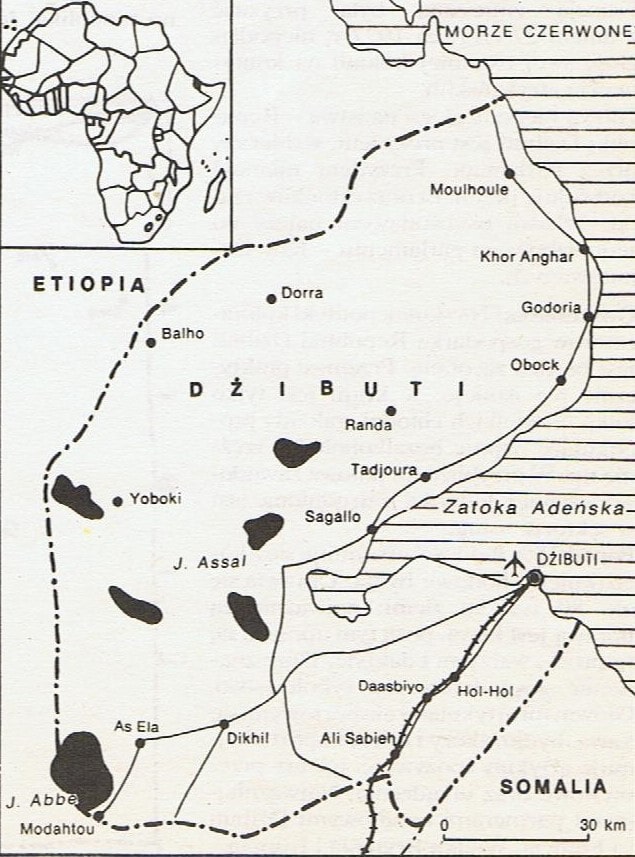 MORZE CZERWONE
Moulhoule
Khor Anghar
ETIOPIA
Dorra
Godoria
Balho
Obock
DŻIBUTI
Randa
Tadjoura
Yoboki
Zatoka Adeńska
Sagallo
DŻIBUTI
J. Assal
Daasbiyo
Hol-Hol
As Ela
Dikhil
Ali Sabieh
SOMALIA
J. Abbe
Modahtou
0 30 km